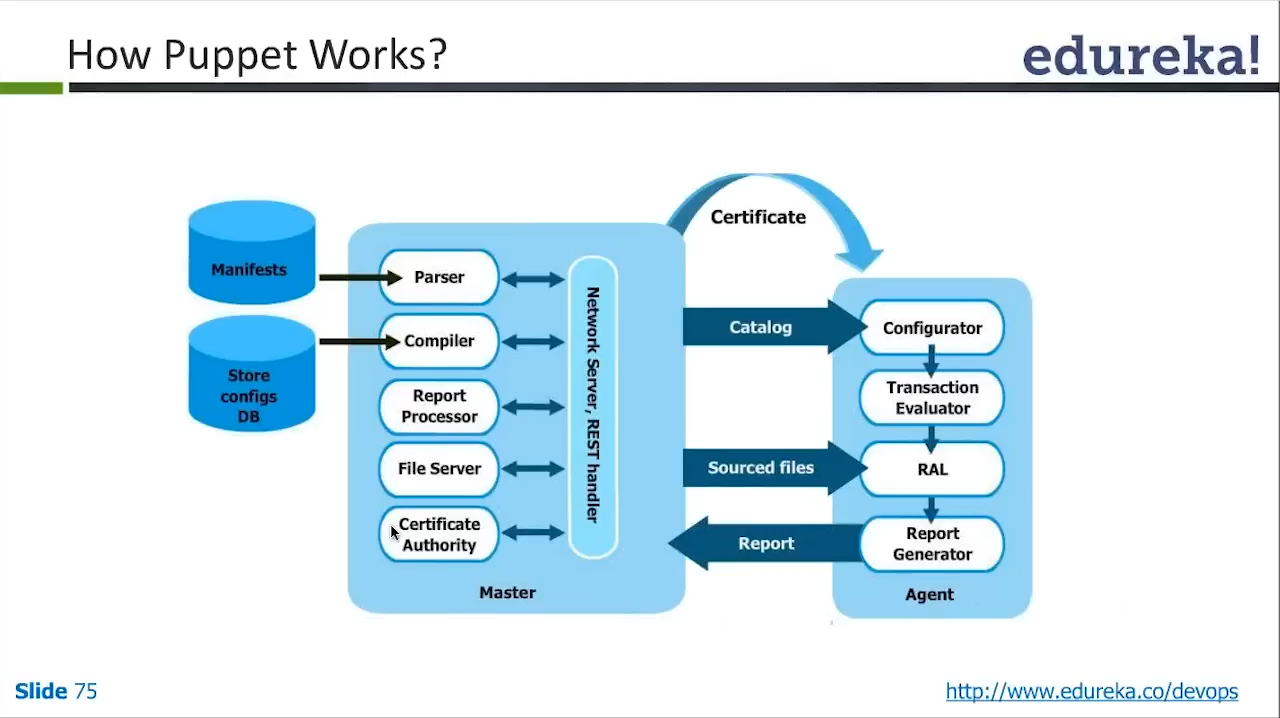 How Puppet Works?
edureka!
Manifests
Store
configs
DB
Parser
Compiler
Report
Processor
File Server
Certificate
Authority
Network Server, REST handler
Master
Certificate
Catalog
Sourced files
Report
Configurator
Transaction
Evaluator
RAL
Report
Generator
Agent
Slide 75
http://www.edureka.co/devops